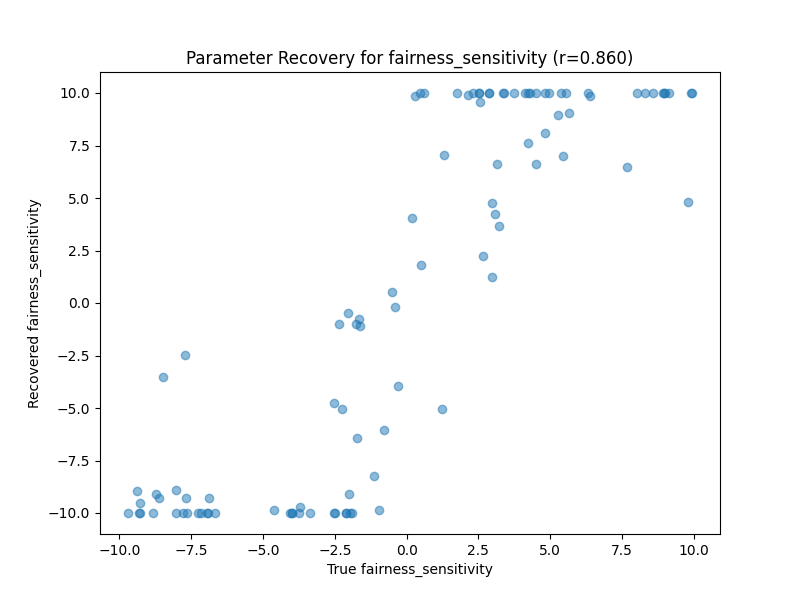 Parameter Recovery for fairness_sensitivity (r=0.860)
10.0
7.5
5.0
2.5
0.0
−2.5
−5.0
−7.5
−10.0
Recovered fairness_sensitivity
−10.0 −7.5 −5.0 −2.5 0.0 2.5 5.0 7.5 10.0
True fairness_sensitivity